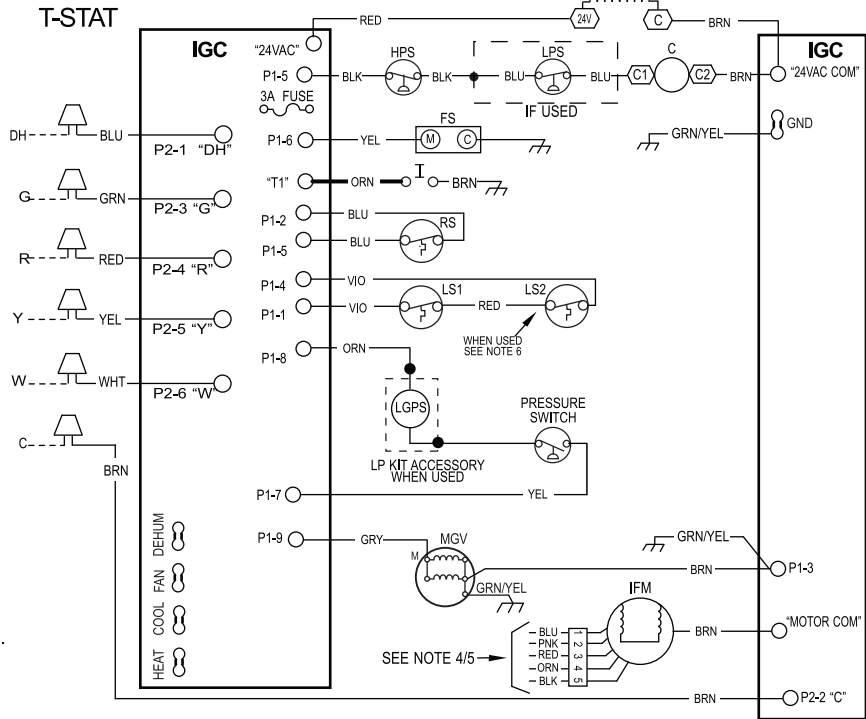 T-STAT
RED
24V
C
BRN
IGC
"24VAC"
HPS
LPS
C
IGC
P1-5
BLK
BLK
BLU
BLU
C1
C2
BRN
"24VAC COM"
3A FUSE
IF USED
FS
DH
BLU
P2-1 "DH"
P1-6
YEL
M
C
GRN/YEL
GND
"T1"
ORN
BRN
G
GRN
P2-3 "G"
P1-2
BLU
RS
P1-5
BLU
R
RED
P2-4 "R"
P1-4
VIO
LS1
LS2
P1-1
VIO
RED
Y
YEL
P2-5 "Y"
WHEN USED
SEE NOTE 6
P1-8
ORN
W
WHT
P2-6 "W"
LGPS
PRESSURE
SWITCH
C
BRN
LP KIT ACCESSORY
WHEN USED
P1-7
YEL
DEHUM
P1-9
GRY
MGV
M
GRN/YEL
BRN
P1-3
FAN
GRN/YEL
IFM
COOL
BLU
1
PNK
2
RED
3
ORN
4
BLK
5
BRN
"MOTOR COM"
SEE NOTE 4/5
HEAT
BRN
P2-2 "C"